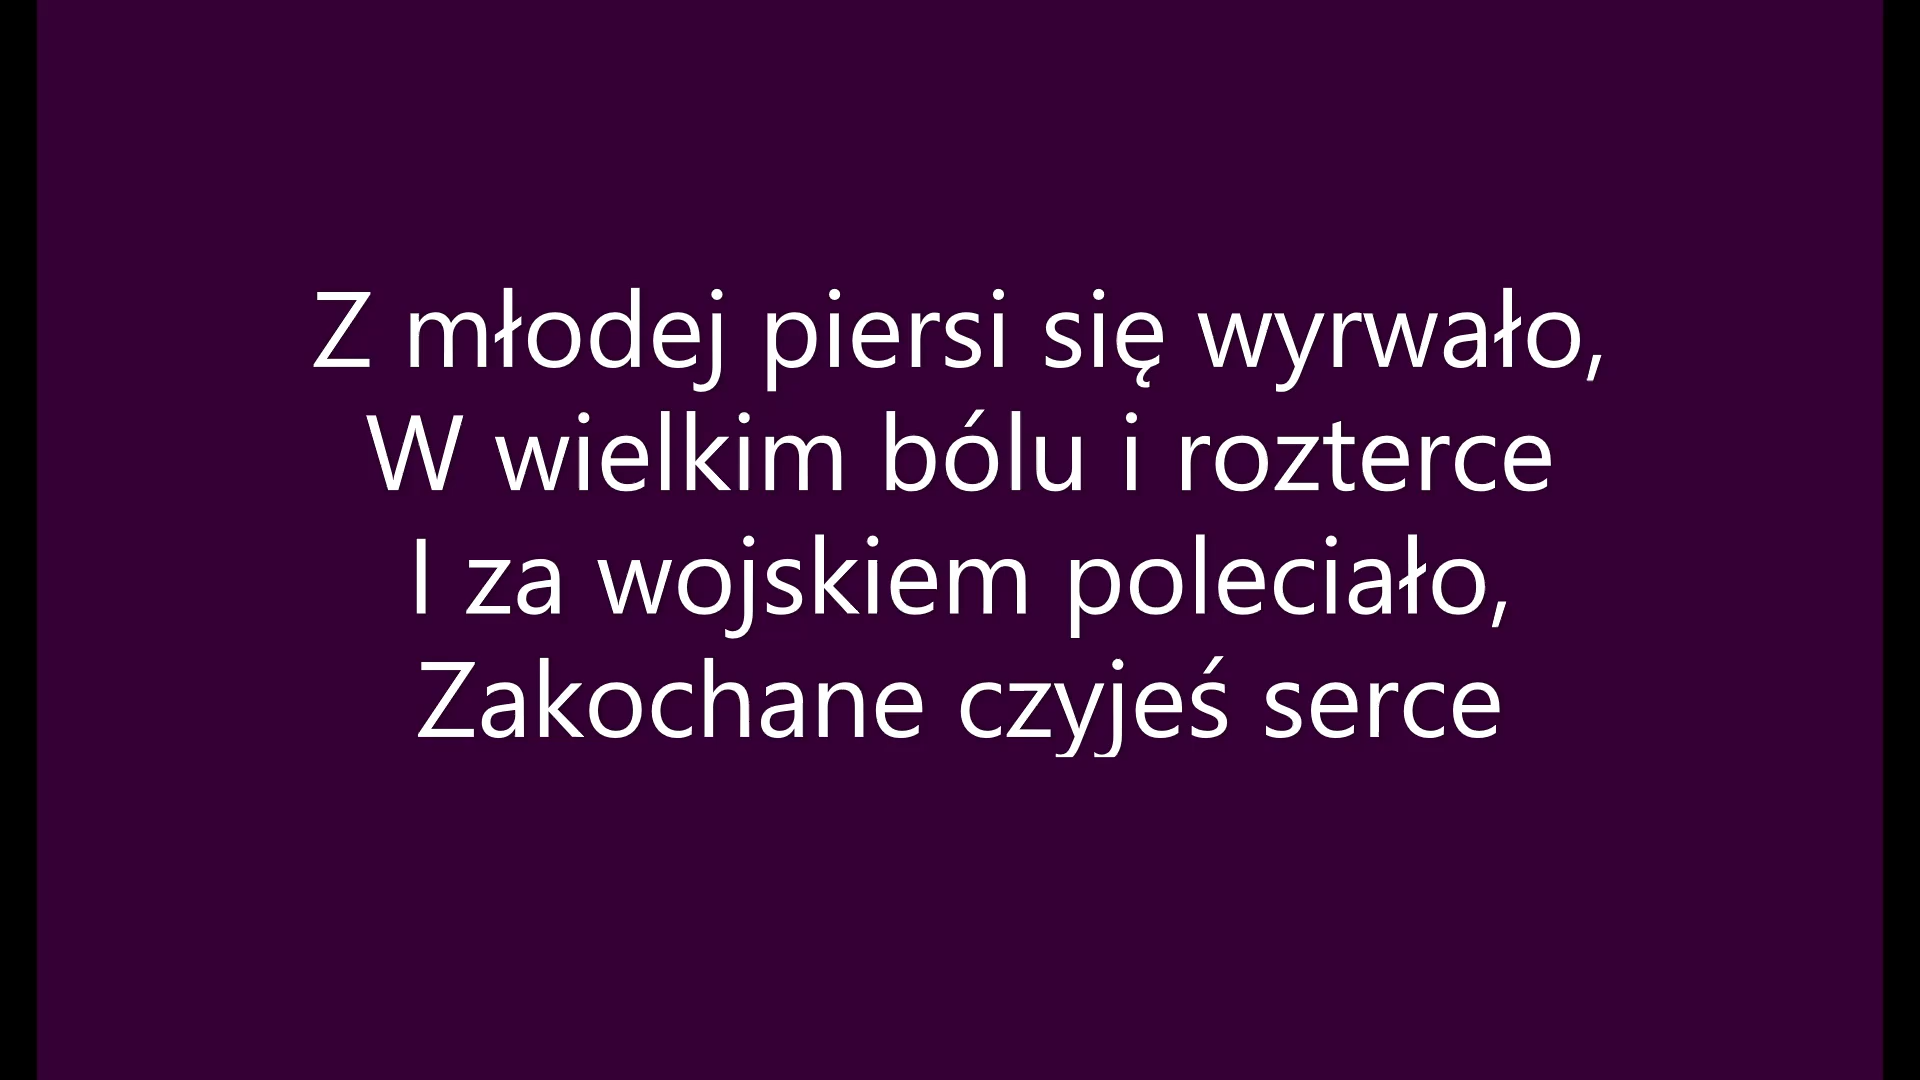 Z młodej piersi się wyrwało,
W wielkim bólu i rozterce
I za wojskiem poleciało,
Zakochane czyjeś serce